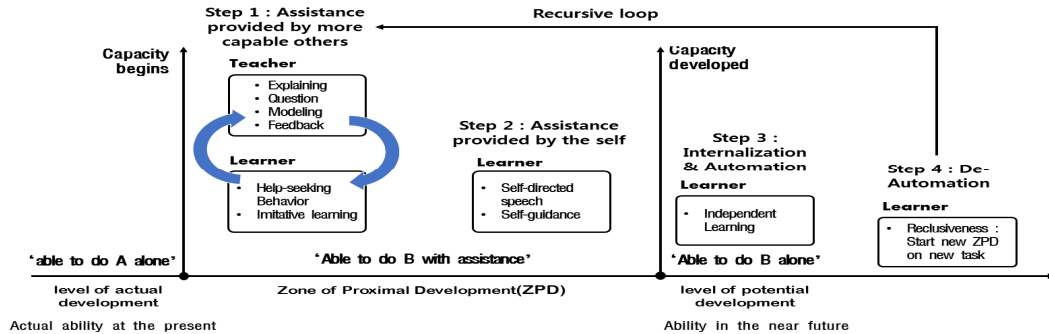 Step 1 : Assistance
provided by more
capable others
Recursive loop
Capacity
begins
Capacity
developed
Teacher
• Explaining
• Question
• Modeling
• Feedback
Learner
• Help-seeking
Behavior
• Imitative learning
Step 2 : Assistance
provided by the self
Learner
• Self-directed
speech
• Self-guidance
Step 3 :
Internalization
& Automation
Learner
• Independent
Learning
Step 4 : De-
Automation
Learner
• Reclusiveness :
Start new ZPD
on new task
‘able to do A alone’
‘Able to do B with assistance’
‘Able to do B alone’
level of actual
development
Zone of Proximal Development(ZPD)
level of potential
development
Actual ability at the present
Ability in the near future